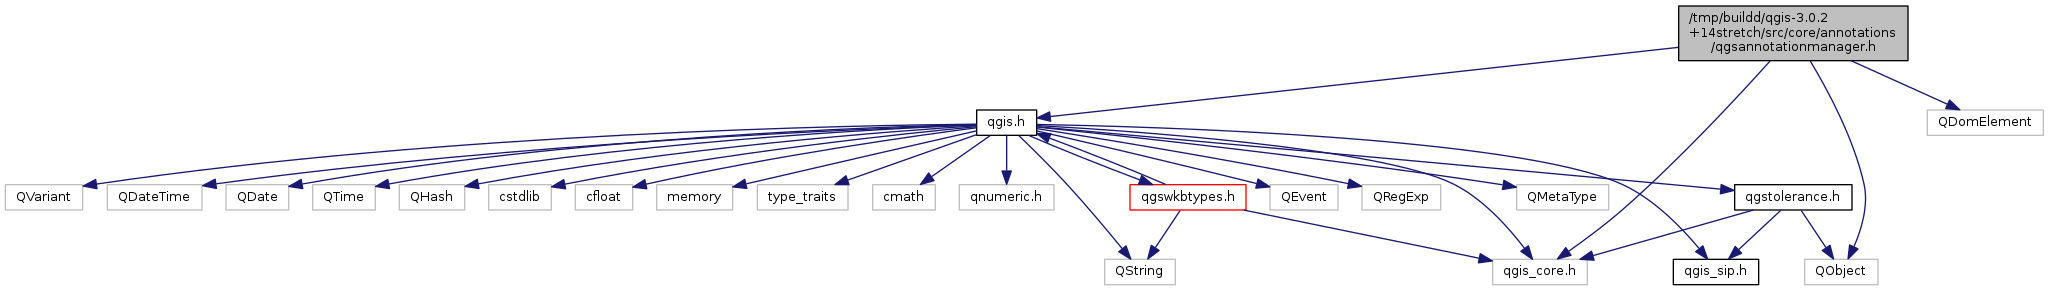 /tmp/buildd/qgis-3.0.2
+14stretch/src/core/annotations
/qgsannotationmanager.h
qgis.h
QDomElement
QVariant
QDateTime
QDate
QTime
QHash
cstdlib
cfloat
memory
type_traits
cmath
qnumeric.h
qgswkbtypes.h
QEvent
QRegExp
QMetaType
qgstolerance.h
QString
qgis_core.h
qgis_sip.h
QObject